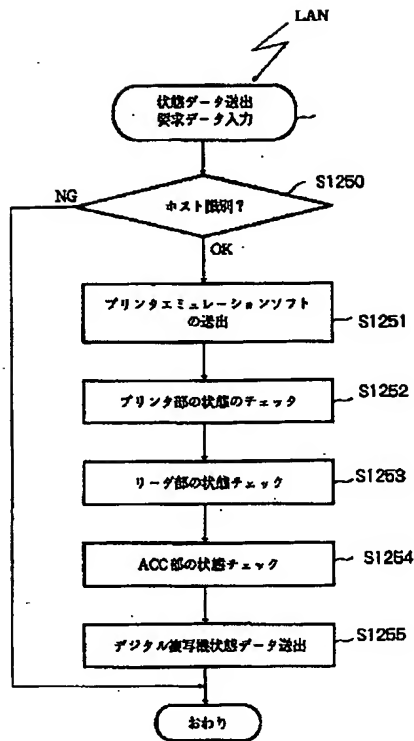 LAN
状態データ送出
要求データ入力
S1250
NG
ホスト識別？
OK
プリンタエミュレーションソフト
の送出
S1251
プリンタ部の状態のチェック
S1252
リーダ部の状態チェック
S1253
ACC部の状態チェック
S1254
デジタル複写機状態データ送出
S1255
おわり